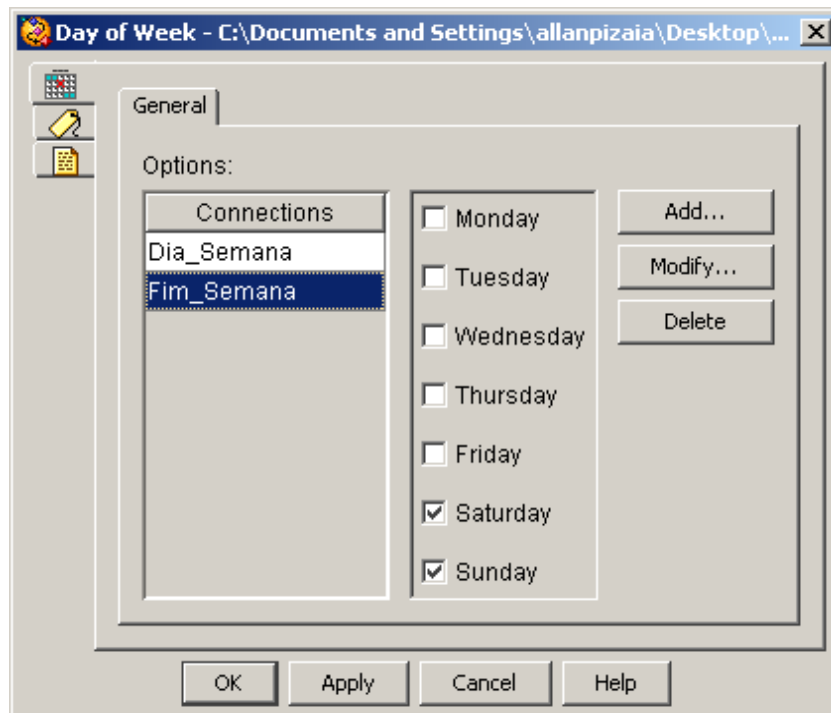 Day of Week - C:\Documents and Settings\allanpizaia\Desktop\...
General
Options:
Connections
Dia_Semana
Fim_Semana
Monday
Tuesday
Wednesday
Thursday
Friday
Saturday
Sunday
Add...
Modify...
Delete
OK
Apply
Cancel
Help